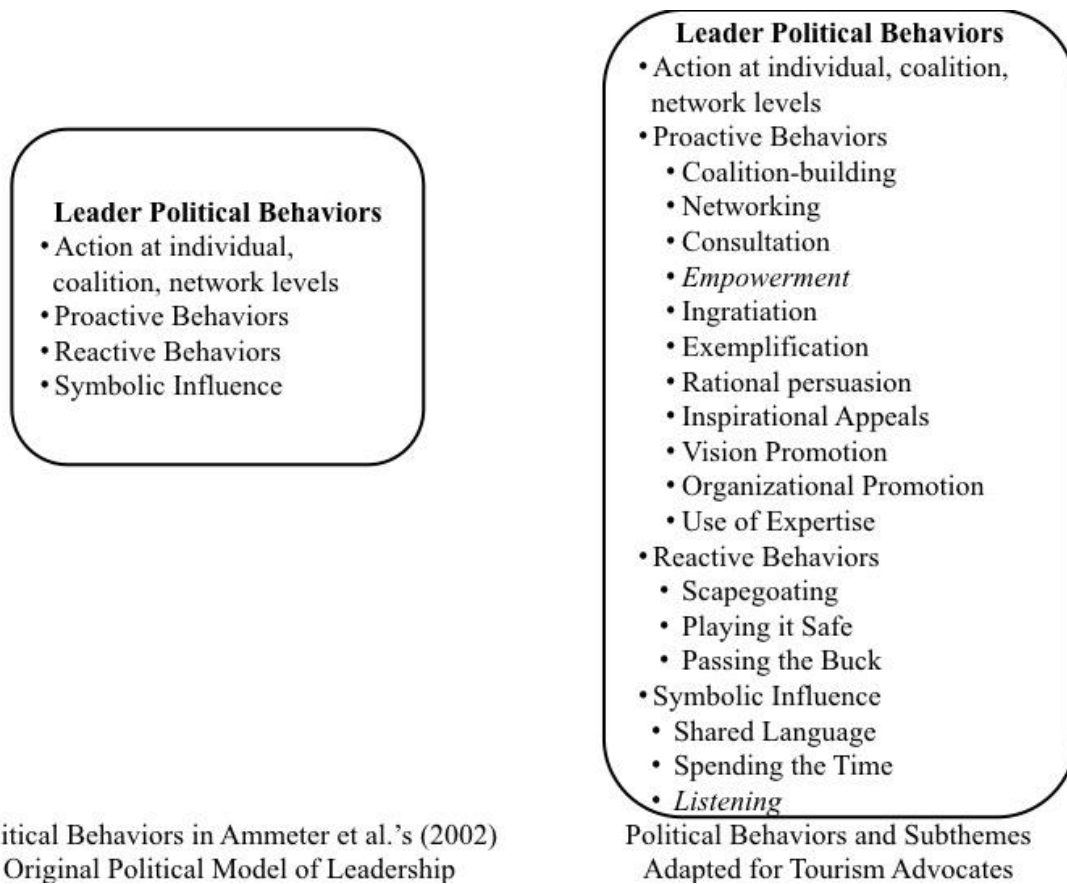 Leader Political Behaviors
• Action at individual,
coalition, network levels
• Proactive Behaviors
• Reactive Behaviors
• Symbolic Influence
itical Behaviors in Ammeter et al.'s (2002)
Original Political Model of Leadership
Leader Political Behaviors
• Action at individual, coalition,
network levels
• Proactive Behaviors
• Coalition-building
• Networking
• Consultation
• Empowerment
• Ingratiation
• Exemplification
• Rational persuasion
• Inspirational Appeals
• Vision Promotion
• Organizational Promotion
• Use of Expertise
• Reactive Behaviors
• Scapegoating
• Playing it Safe
• Passing the Buck
• Symbolic Influence
• Shared Language
• Spending the Time
• Listening
Political Behaviors and Subthemes
Adapted for Tourism Advocates